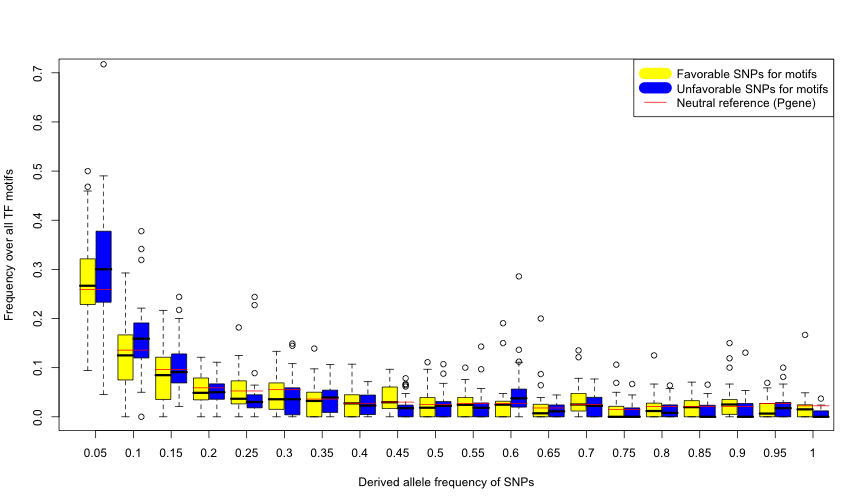 Favorable SNPs for motifs
Unfavorable SNPs for motifs
Neutral reference (Pgene)
Frequency over all TF motifs
0.7
0.6
0.5
0.4
0.3
0.2
0.1
0.0
0.05 0.1 0.15 0.2 0.25 0.3 0.35 0.4 0.45 0.5 0.55 0.6 0.65 0.7 0.75 0.8 0.85 0.9 0.95 1
Derived allele frequency of SNPs